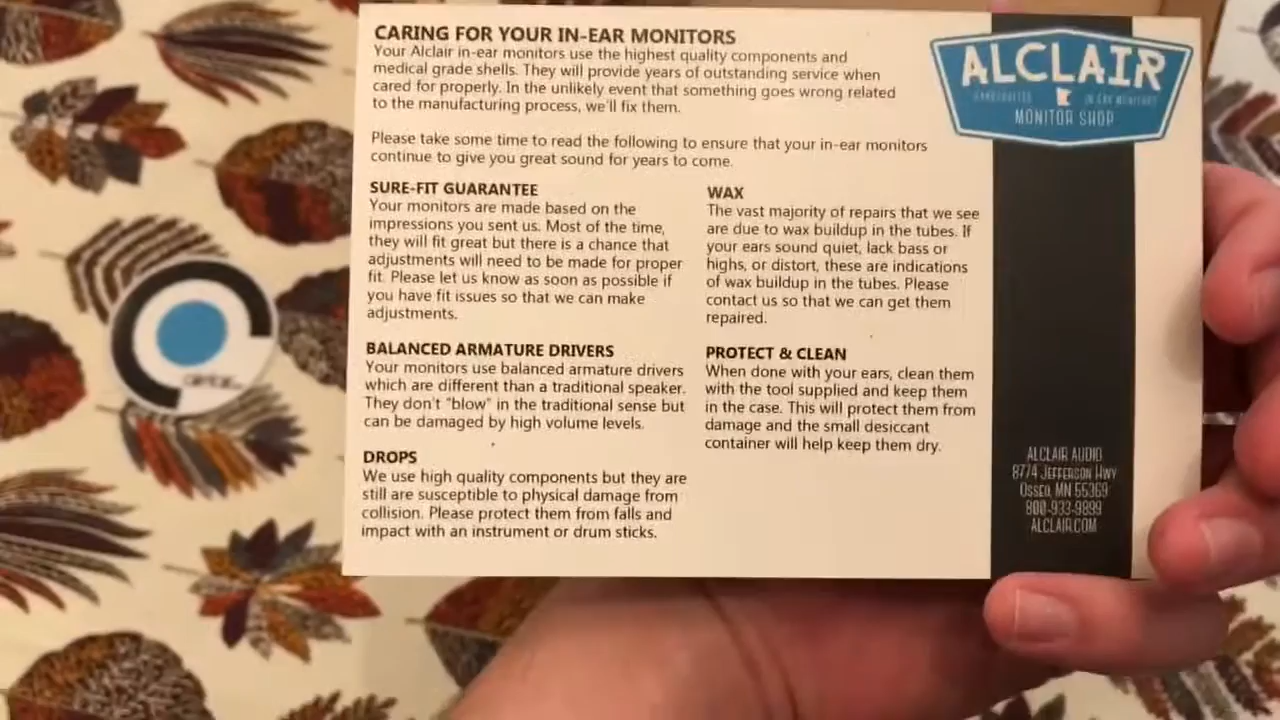 CARING FOR YOUR IN-EAR MONITORS
Your Alclair in-ear monitors use the highest quality components and
medical grade shells. They will provide years of outstanding service when
cared for properly. In the unlikely event that something goes wrong related
to the manufacturing process, we'll fix them.
Please take some time to read the following to ensure that your in-ear monitors
continue to give you great sound for years to come.
SURE-FIT GUARANTEE
Your monitors are made based on the
impressions you sent us. Most of the time,
they will fit great but there is a chance that
adjustments will need to be made for proper
fit. Please let us know as soon as possible if
you have fit issues so that we can make
adjustments.
BALANCED ARMATURE DRIVERS
Your monitors use balanced armature drivers
which are different than a traditional speaker.
They don't "blow" in the traditional sense but
can be damaged by high volume levels.
DROPS
We use high quality components but they are
still are susceptible to physical damage from
collision. Please protect them from falls and
impact with an instrument or drum sticks.
WAX
The vast majority of repairs that we see
are due to wax buildup in the tubes. If
your ears sound quiet, lack bass or
highs, or distort, these are indications
of wax buildup in the tubes. Please
contact us so that we can get them
repaired.
PROTECT & CLEAN
When done with your ears, clean them
with the tool supplied and keep them
in the case. This will protect them from
damage and the small desiccant
container will help keep them dry.
ALCLAIR
HANDCRAFTED IN-EAR MONITORS
MONITOR SHOP
ALCLAIR AUDIO
8774 JEFFERSON HWY
OSSEO, MN 55369
800-933-9899
ALCLAIR.COM